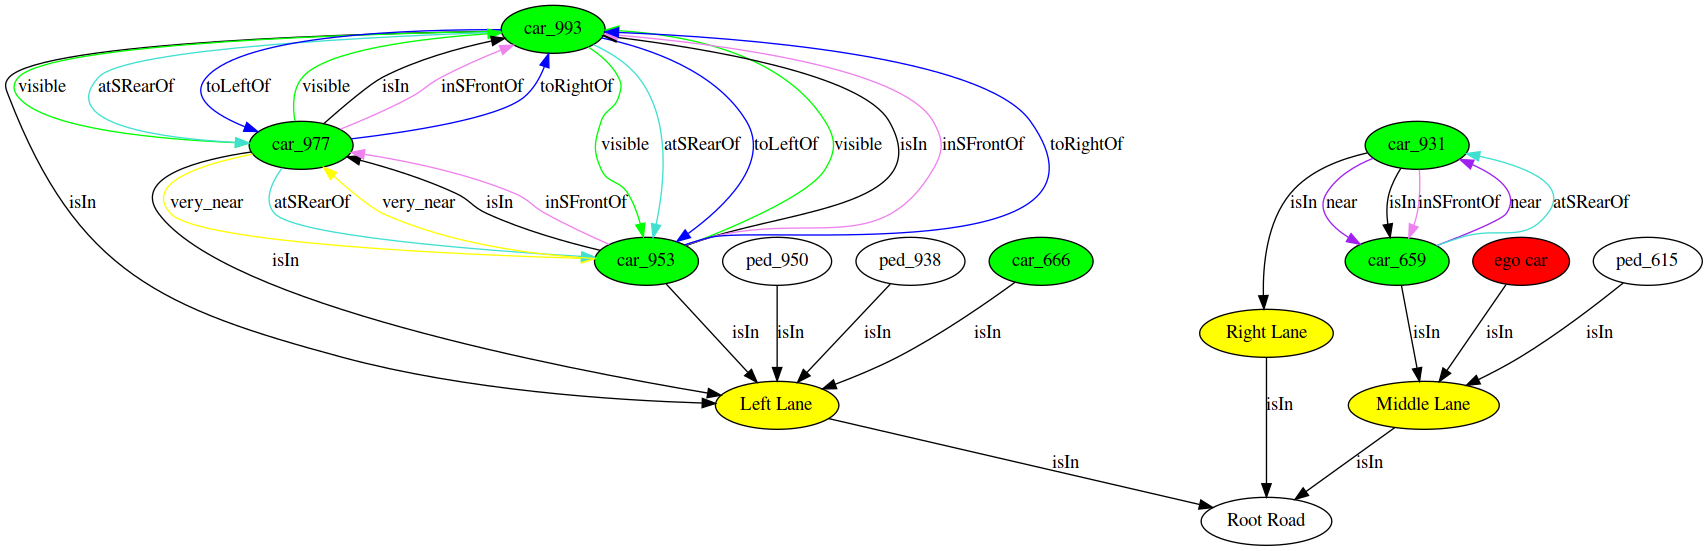 car_993
visible
atSRearOf
toLeftOf
visible
isIn
inSFrontOf
toRightOf
car_977
visible
atSRearOf
toLeftOf
visible
isIn
inSFrontOf
toRightOf
car_931
isIn
very_near
atSRearOf
very_near
isIn
inSFrontOf
isIn
near
isIn
inSFrontOf
near
atSRearOf
isIn
car_953
ped_950
ped_938
car_666
car_659
ego car
ped_615
isIn
isIn
isIn
isIn
Right Lane
isIn
isIn
isIn
Left Lane
isIn
Middle Lane
isIn
isIn
Root Road